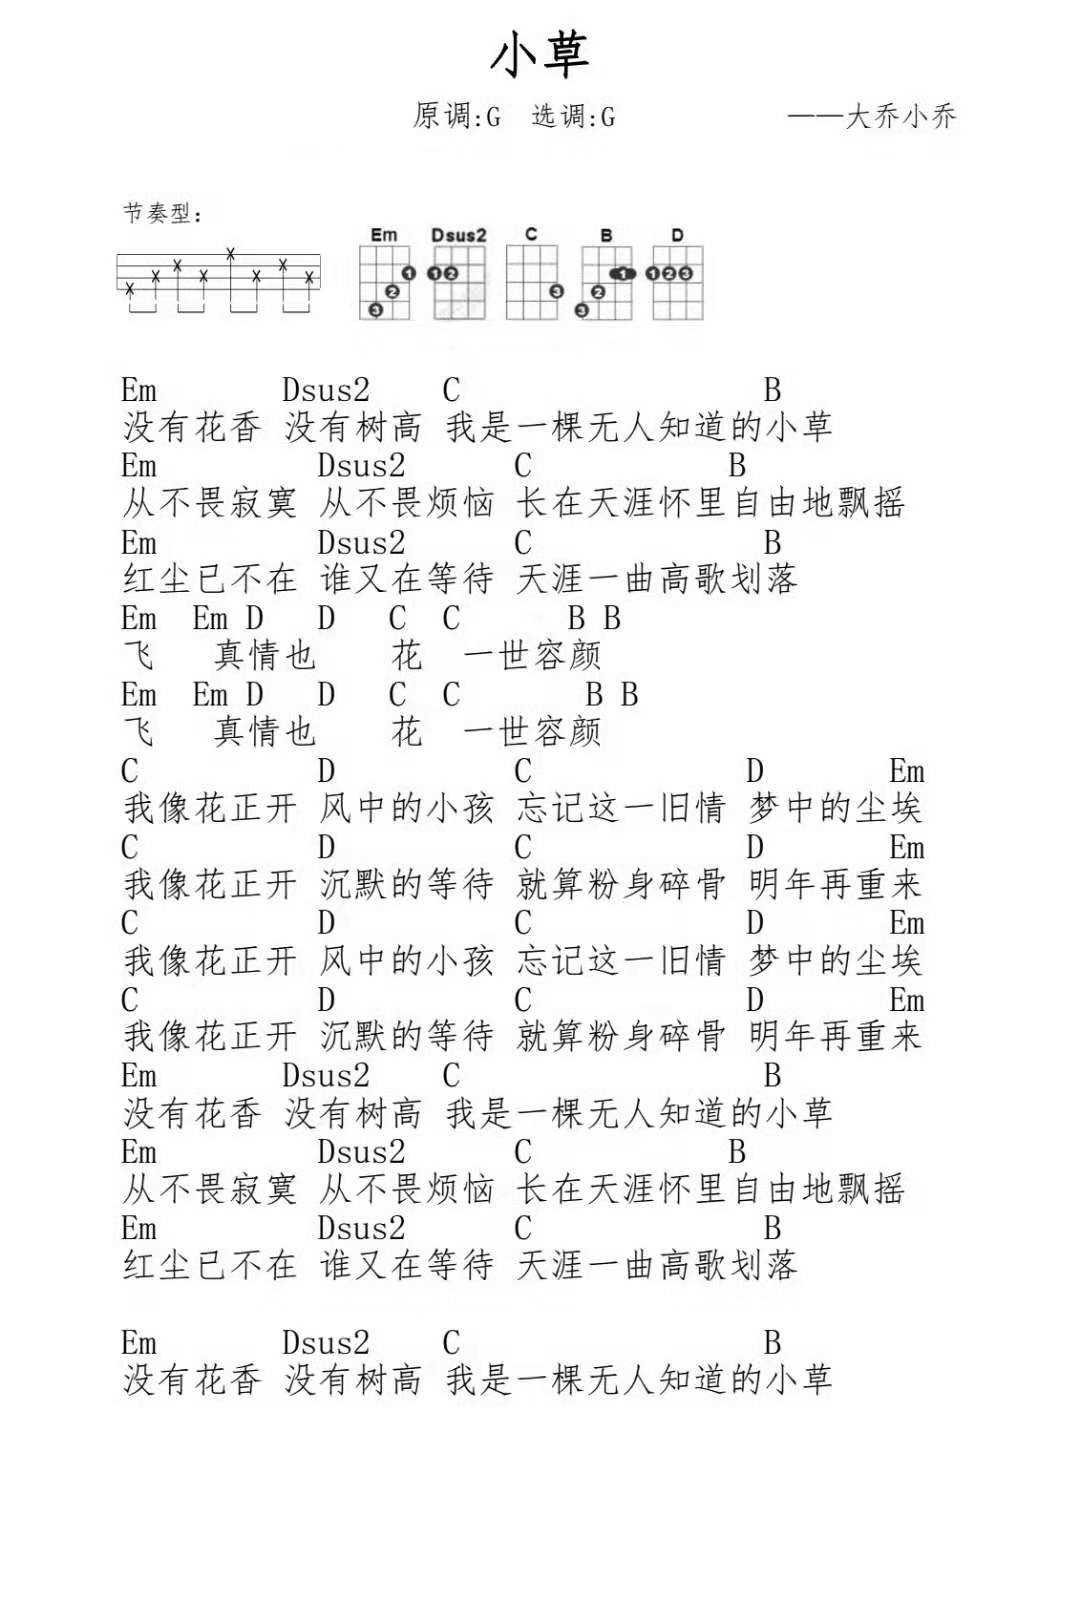 小草
原调:G 选调:G ——大乔小乔
节奏型:
Em Dsus2 C B D
1 1 2 3 1 1 2 3
2 3 2
3 3
Em Dsus2 C B
没有花香 没有树高 我是一棵无人知道的小草
Em Dsus2 C B
从不畏寂寞 从不畏烦恼 长在天涯怀里自由地飘摇
Em Dsus2 C B
红尘已不在 谁又在等待 天涯一曲高歌划落
Em Em D D C C B B
飞 真情也 花 一世容颜
Em Em D D C C B B
飞 真情也 花 一世容颜
C D C D Em
我像花正开 风中的小孩 忘记这一旧情 梦中的尘埃
C D C D Em
我像花正开 沉默的等待 就算粉身碎骨 明年再重来
C D C D Em
我像花正开 风中的小孩 忘记这一旧情 梦中的尘埃
C D C D Em
我像花正开 沉默的等待 就算粉身碎骨 明年再重来
Em Dsus2 C B
没有花香 没有树高 我是一棵无人知道的小草
Em Dsus2 C B
从不畏寂寞 从不畏烦恼 长在天涯怀里自由地飘摇
Em Dsus2 C B
红尘已不在 谁又在等待 天涯一曲高歌划落
Em Dsus2 C B
没有花香 没有树高 我是一棵无人知道的小草